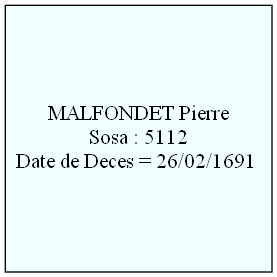 MALFONDET Pierre
Sosa : 5112
Date de Deces = 26/02/1691